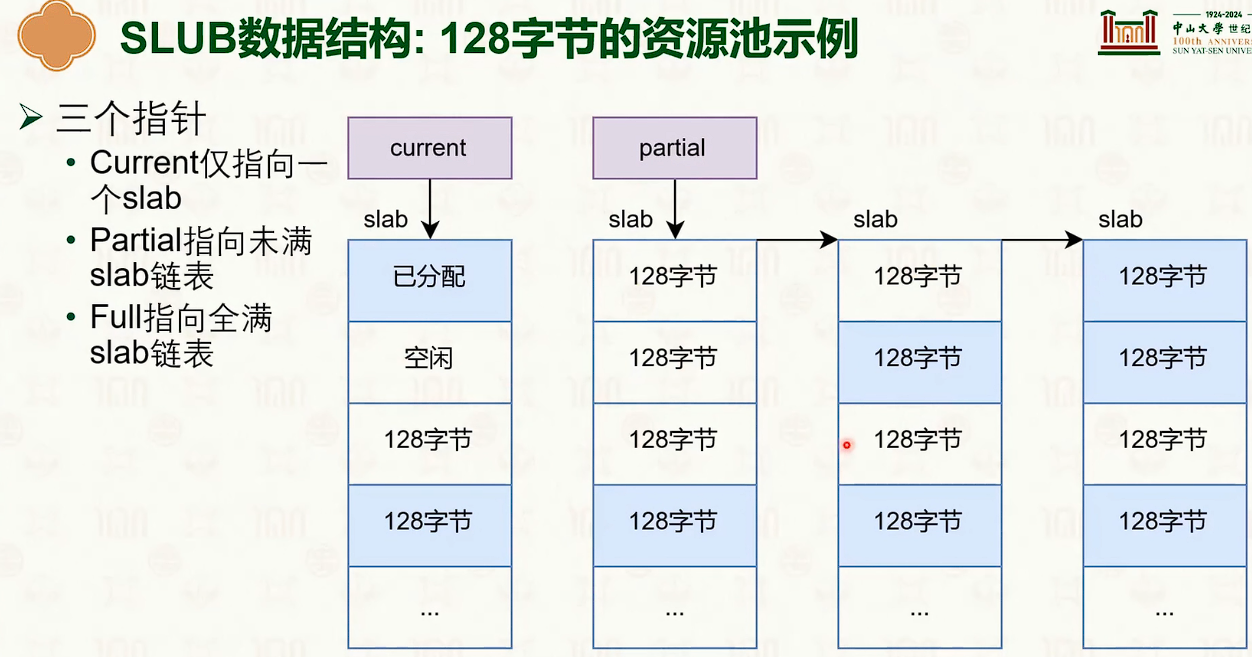 SLUB数据结构: 128字节的资源池示例
1924-2024
中山大学 世纪
100th ANNIVER
SUN YAT-SEN UNIVE
三个指针
Current仅指向一
个slab
Partial指向未满
slab链表
Full指向全满
slab链表
current
slab
已分配
空闲
128字节
128字节
...
partial
slab
128字节
128字节
128字节
128字节
...
slab
128字节
128字节
128字节
128字节
...
slab
128字节
128字节
128字节
128字节
...